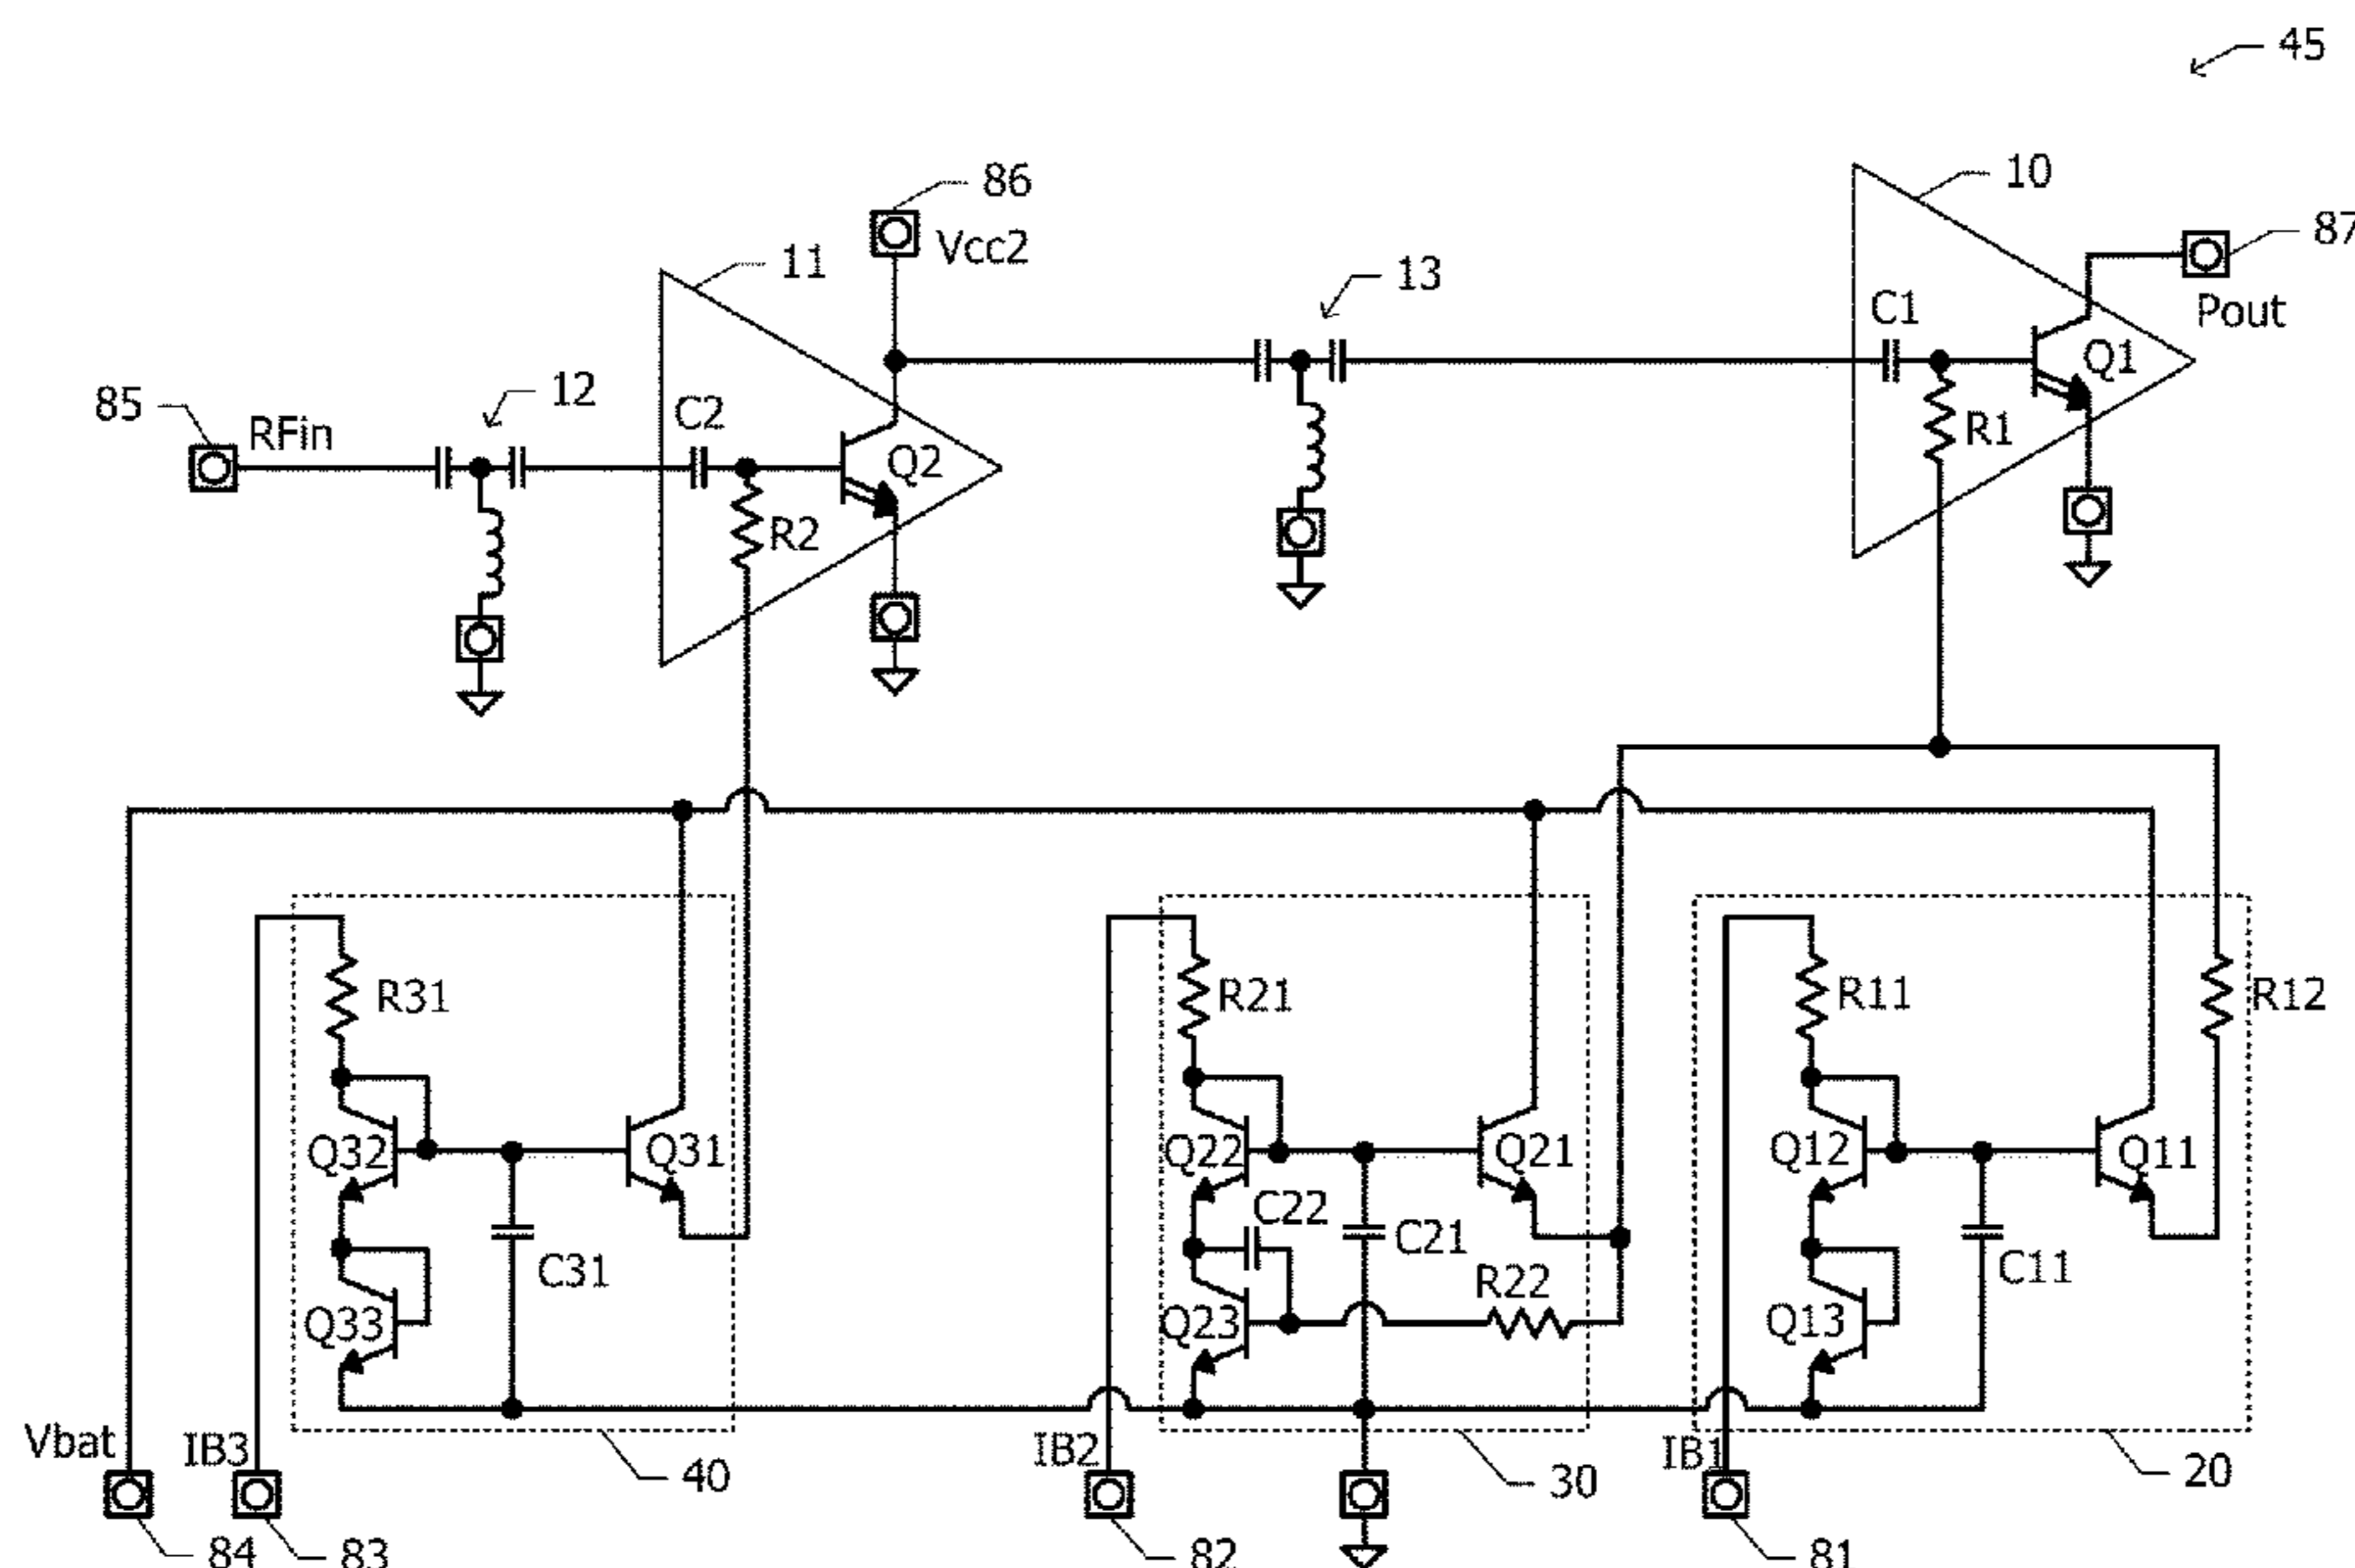 45
86
10
Vcc2
87
11
13
C1
Pout
85
RFin
12
C2
Q1
Q2
R1
R2
R31
R21
R11
R12
Q32
Q31
Q22
Q21
Q12
Q11
C22
C31
C21
C11
R22
Q33
Q23
Q13
Vbat
IB3
40
IB2
30
IB1
20
84
83
82
81